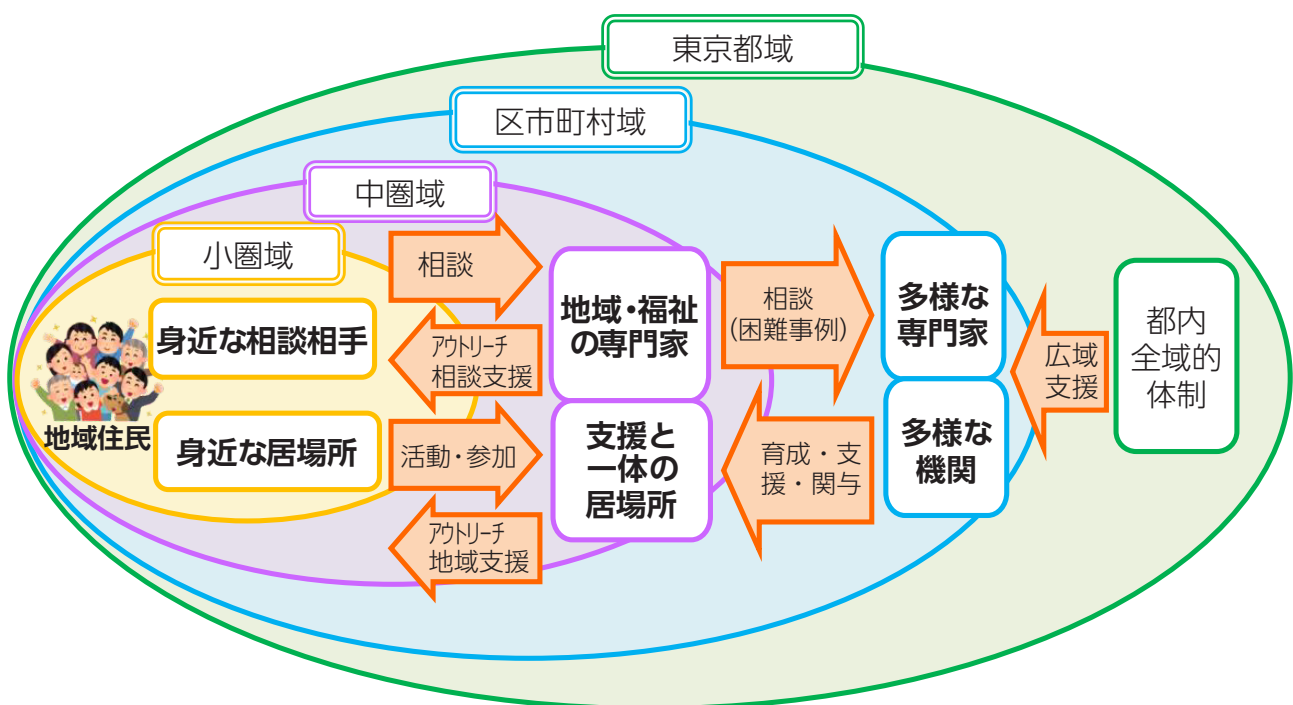 東京都域
区市町村域
中圏域
小圏域
地域住民
身近な相談相手
身近な居場所
相談
アウトリーチ
相談支援
活動・参加
アウトリーチ
地域支援
地域・福祉
の専門家
支援と
一体の
居場所
相談
(困難事例)
育成・支
援・関与
多様な
専門家
多様な
機関
広域
支援
都内
全域的
体制